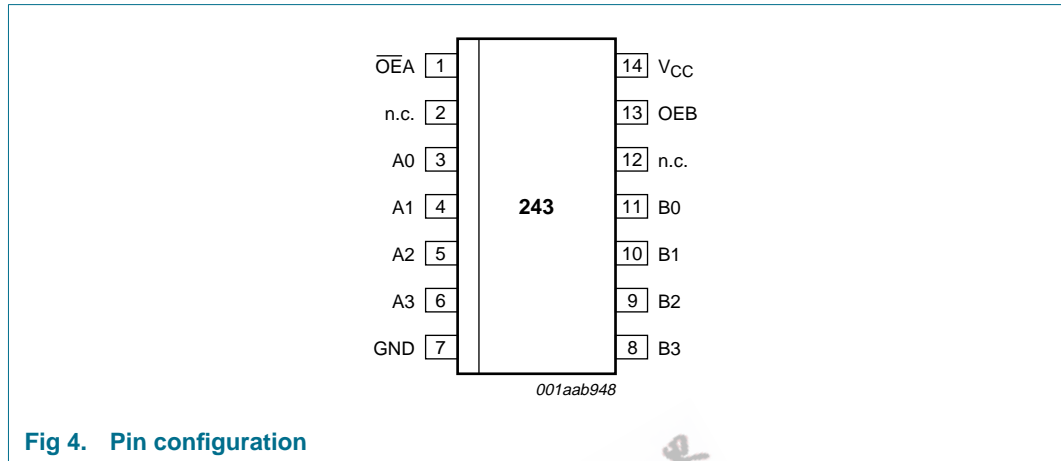 O̅E̅A 1 14 VCC
n.c. 2 13 OEB
A0 3 12 n.c.
A1 4 243 11 B0
A2 5 10 B1
A3 6 9 B2
GND 7 8 B3
001aab948
Fig 4. Pin configuration